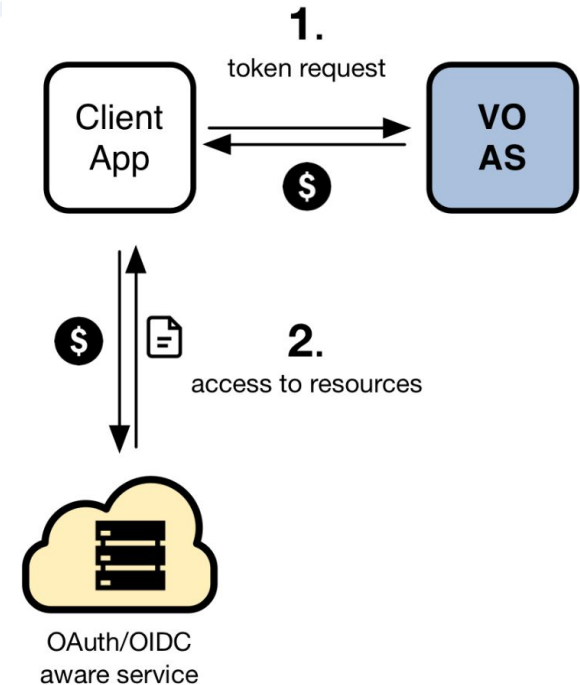 1.
token request
Client
App
VO
AS
$
$
2.
access to resources
OAuth/OIDC
aware service